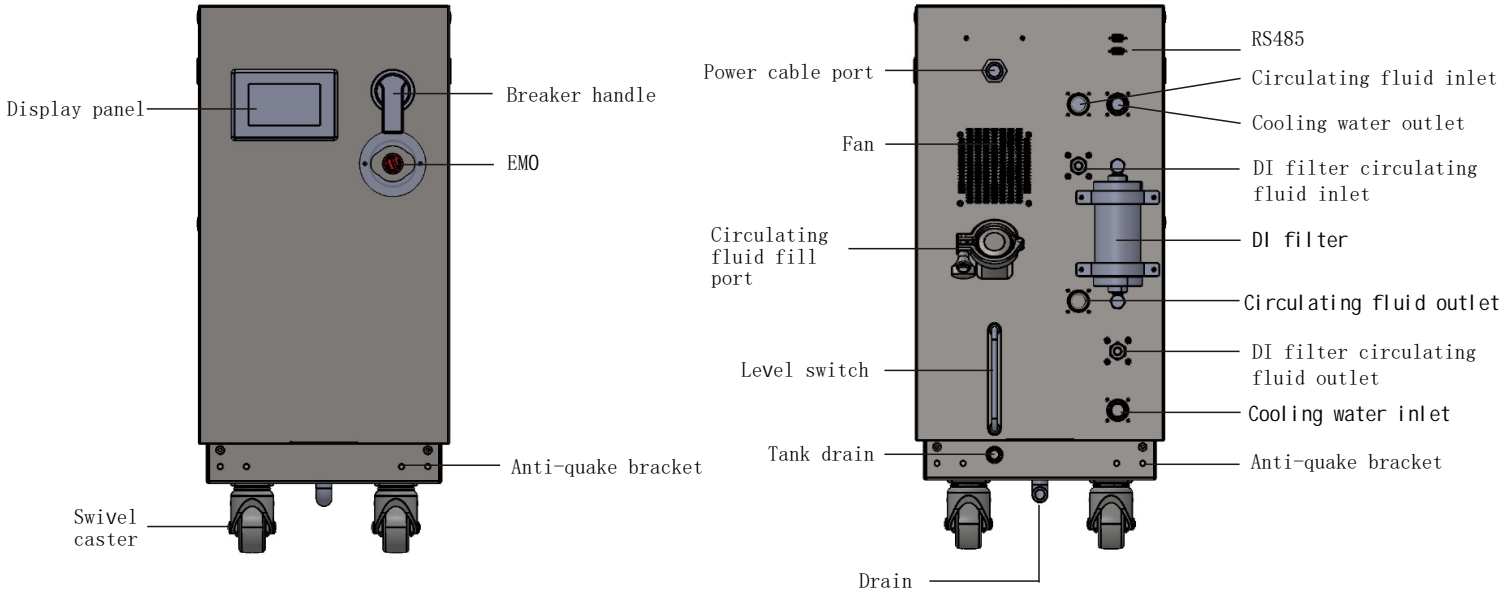 Display panel
Breaker handle
EMO
Anti-quake bracket
Swivel
caster
Power cable port
Fan
Circulating
fluid fill
port
Level switch
Tank drain
Drain
RS485
Circulating fluid inlet
Cooling water outlet
DI filter circulating
fluid inlet
DI filter
Circulating fluid outlet
DI filter circulating
fluid outlet
Cooling water inlet
Anti-quake bracket